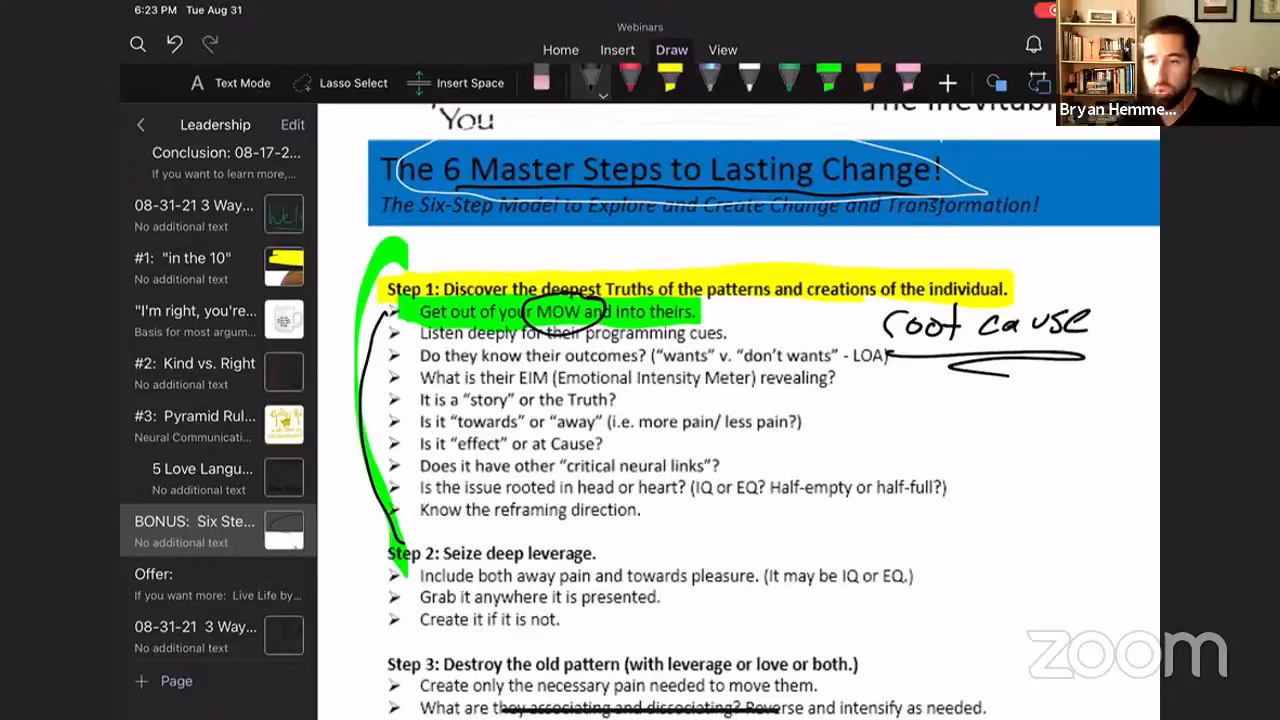 6:23 PM Tue Aug 31
Webinars
Home Insert Draw View
Text Mode Lasso Select Insert Space
Bryan Hemme...
Leadership Edit
Conclusion: 08-17-2...
If you want to learn more,...
08-31-21 3 Way...
No additional text
#1: "in the 10"
No additional text
"I'm right, you're...
Basis for most argum...
#2: Kind vs. Right
No additional text
#3: Pyramid Rul...
Neural Communicati...
5 Love Langu...
No additional text
BONUS: Six Ste...
No additional text
Offer:
If you want more: Live Life by...
08-31-21 3 Way...
No additional text
+ Page
You
The Inevitab
The 6 Master Steps to Lasting Change!
The Six-Step Model to Explore and Create Change and Transformation!
Step 1: Discover the deepest Truths of the patterns and creations of the individual.
➢ Get out of your MOW and into theirs.
root cause
➢ Listen deeply for their programming cues.
➢ Do they know their outcomes? (“wants” v. “don’t wants” - LOA)
➢ What is their EIM (Emotional Intensity Meter) revealing?
➢ It is a “story” or the Truth?
➢ Is it “towards” or “away” (i.e. more pain/ less pain?)
➢ Is it “effect” or at Cause?
➢ Does it have other “critical neural links”?
➢ Is the issue rooted in head or heart? (IQ or EQ? Half-empty or half-full?)
➢ Know the reframing direction.
Step 2: Seize deep leverage.
➢ Include both away pain and towards pleasure. (It may be IQ or EQ.)
➢ Grab it anywhere it is presented.
➢ Create it if it is not.
Step 3: Destroy the old pattern (with leverage or love or both.)
➢ Create only the necessary pain needed to move them.
➢ What are they associating and dissociating? Reverse and intensify as needed.
zoom